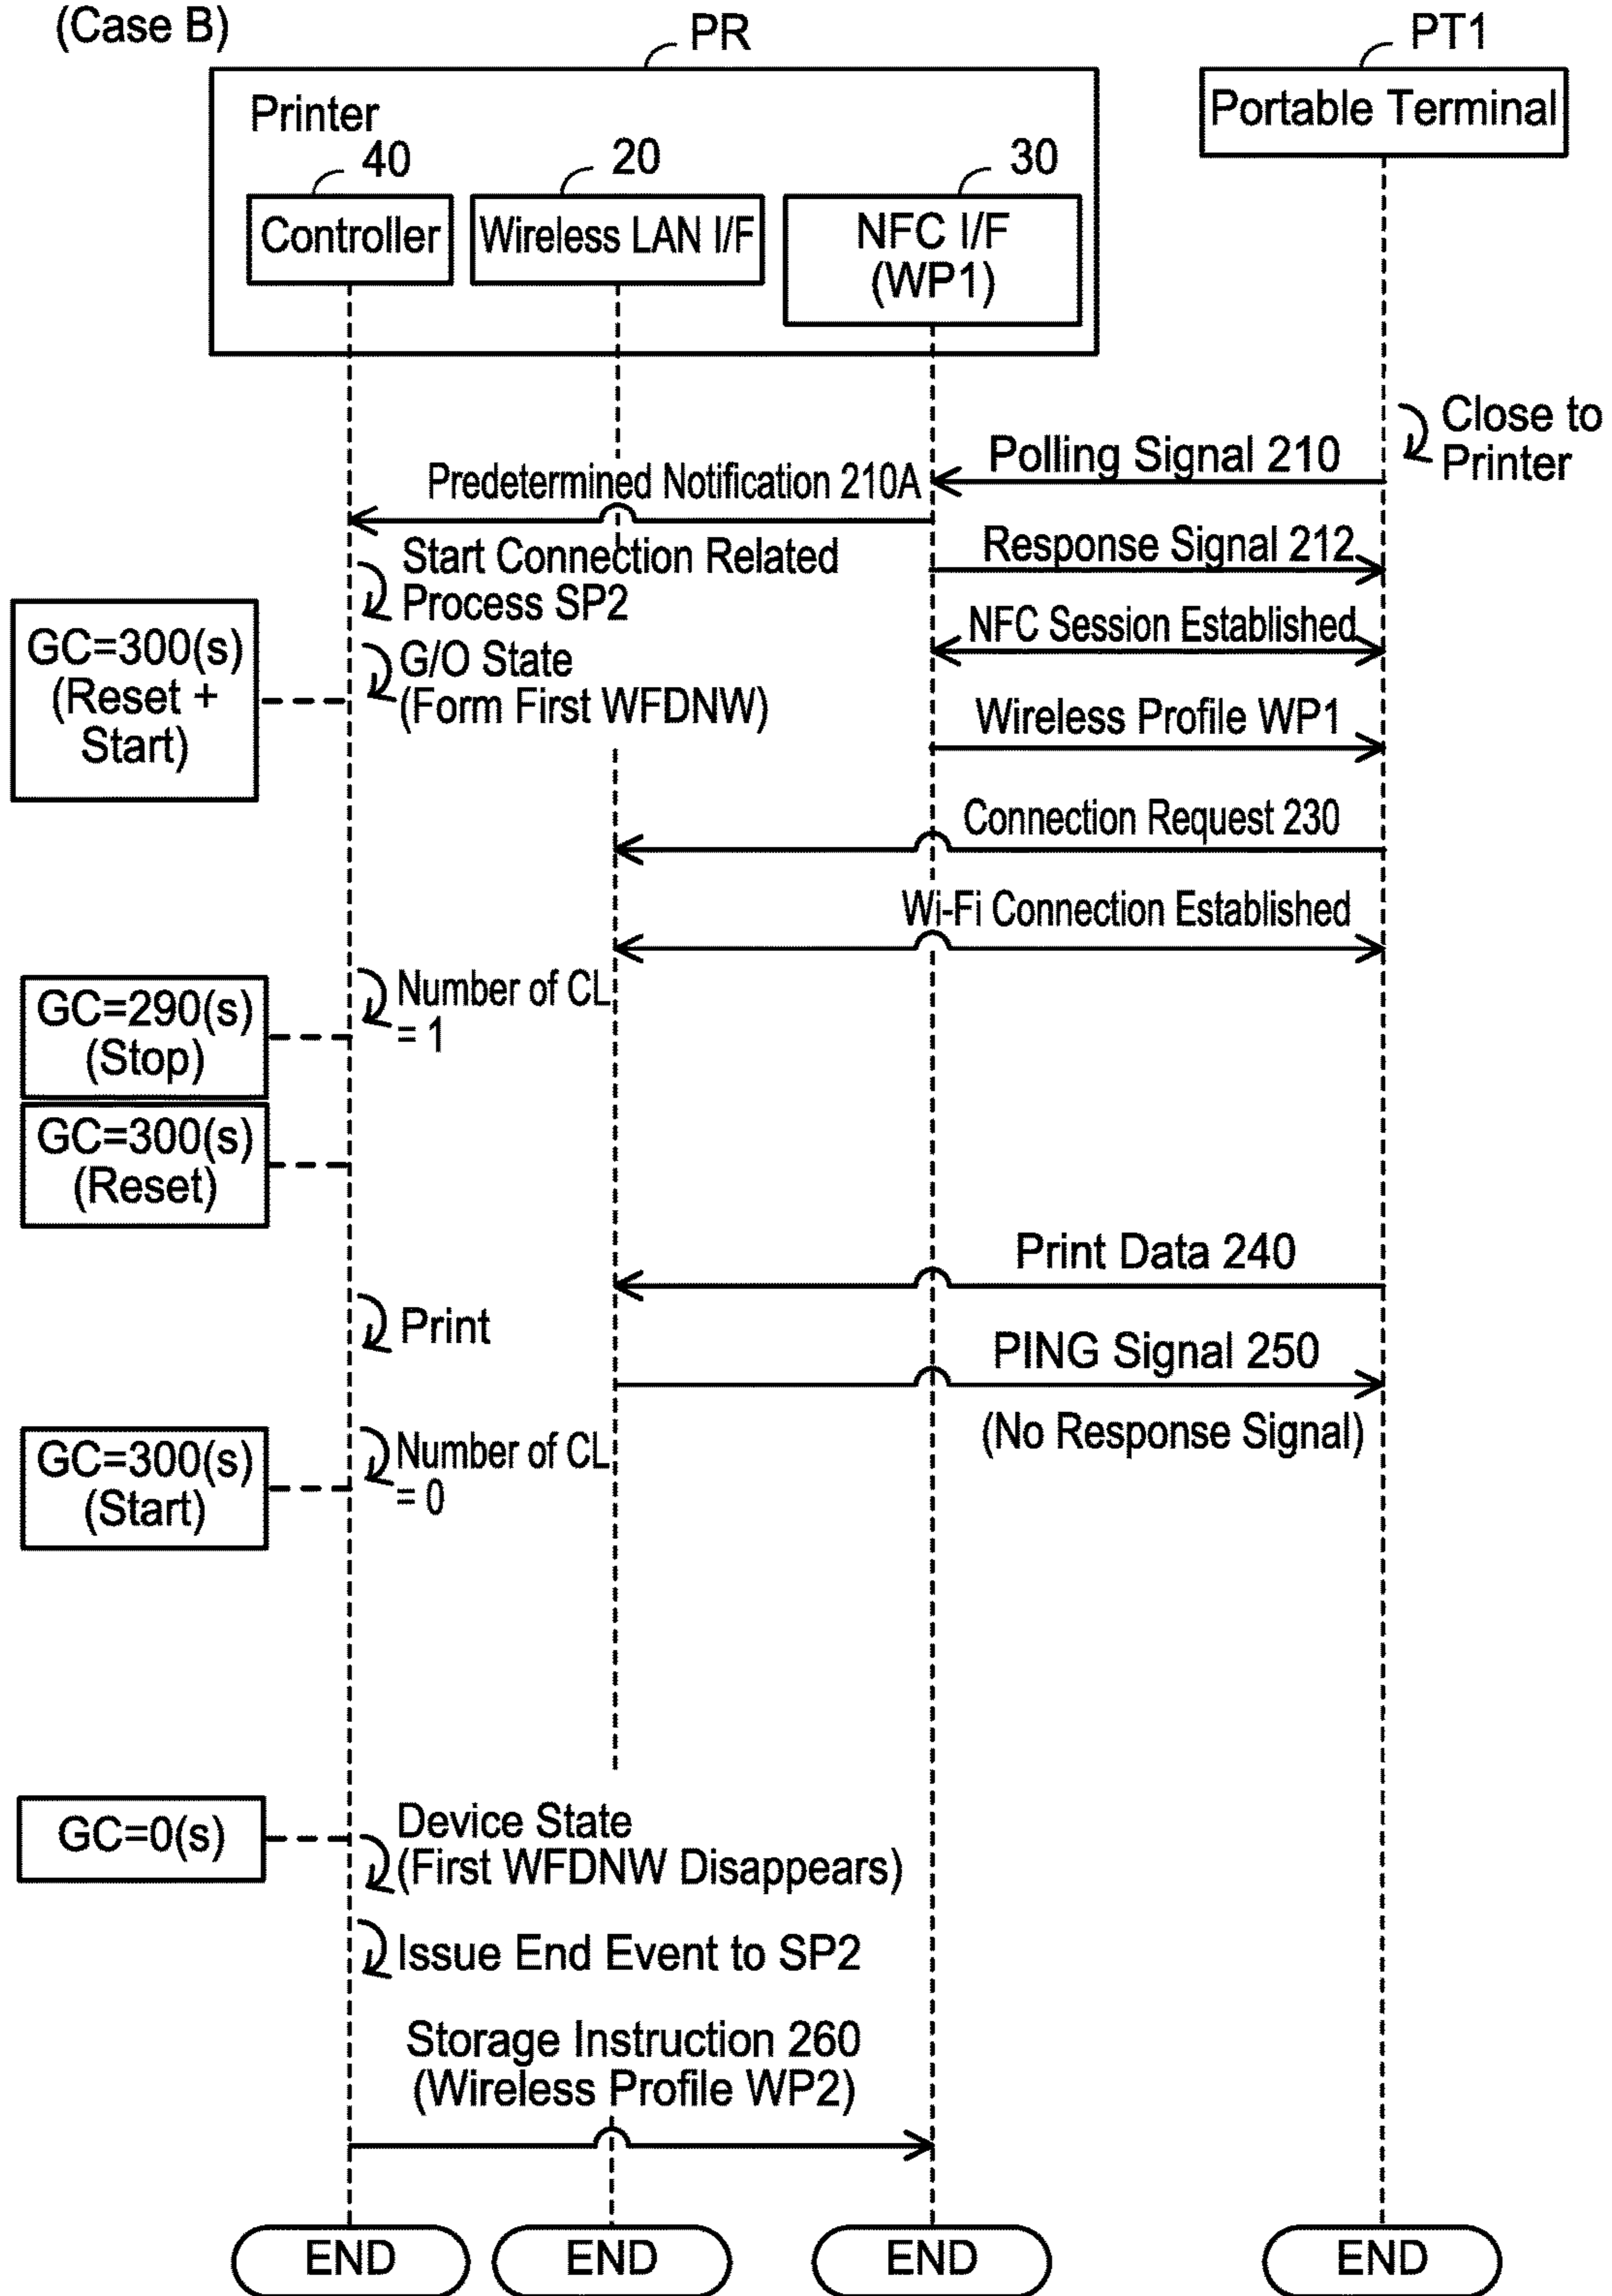 (Case B)
PR
PT1
Printer
Portable Terminal
40
20
30
Controller
Wireless LAN I/F
NFC I/F
(WP1)
Close to
Printer
Polling Signal 210
Predetermined Notification 210A
Response Signal 212
Start Connection Related
Process SP2
NFC Session Established
GC=300(s)
(Reset +
Start)
G/O State
(Form First WFDNW)
Wireless Profile WP1
Connection Request 230
Wi-Fi Connection Established
Number of CL
= 1
GC=290(s)
(Stop)
GC=300(s)
(Reset)
Print Data 240
Print
PING Signal 250
(No Response Signal)
GC=300(s)
(Start)
Number of CL
= 0
GC=0(s)
Device State
(First WFDNW Disappears)
Issue End Event to SP2
Storage Instruction 260
(Wireless Profile WP2)
END
END
END
END